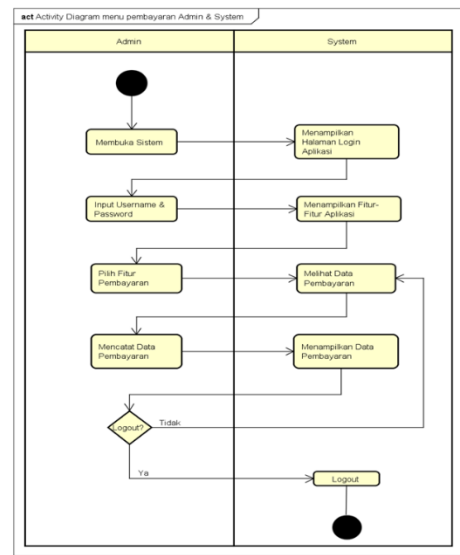 act Activity Diagram menu pembayaran Admin & System
Admin
System
Membuka Sistem
Menampilkan
Halaman Login
Aplikasi
Input Username &
Password
Menampilkan Fitur-
Fitur Aplikasi
Pilih Fitur
Pembayaran
Melihat Data
Pembayaran
Mencatat Data
Pembayaran
Menampilkan Data
Pembayaran
Logout?
Tidak
Ya
Logout